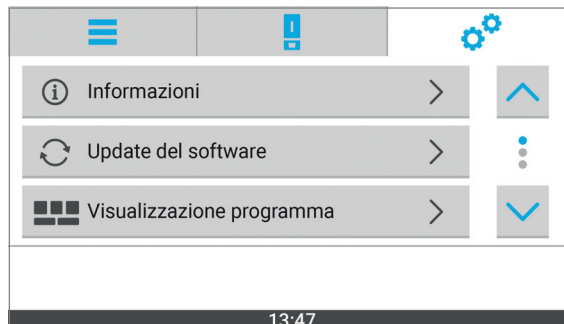 Informazioni
Update del software
Visualizzazione programma
13:47